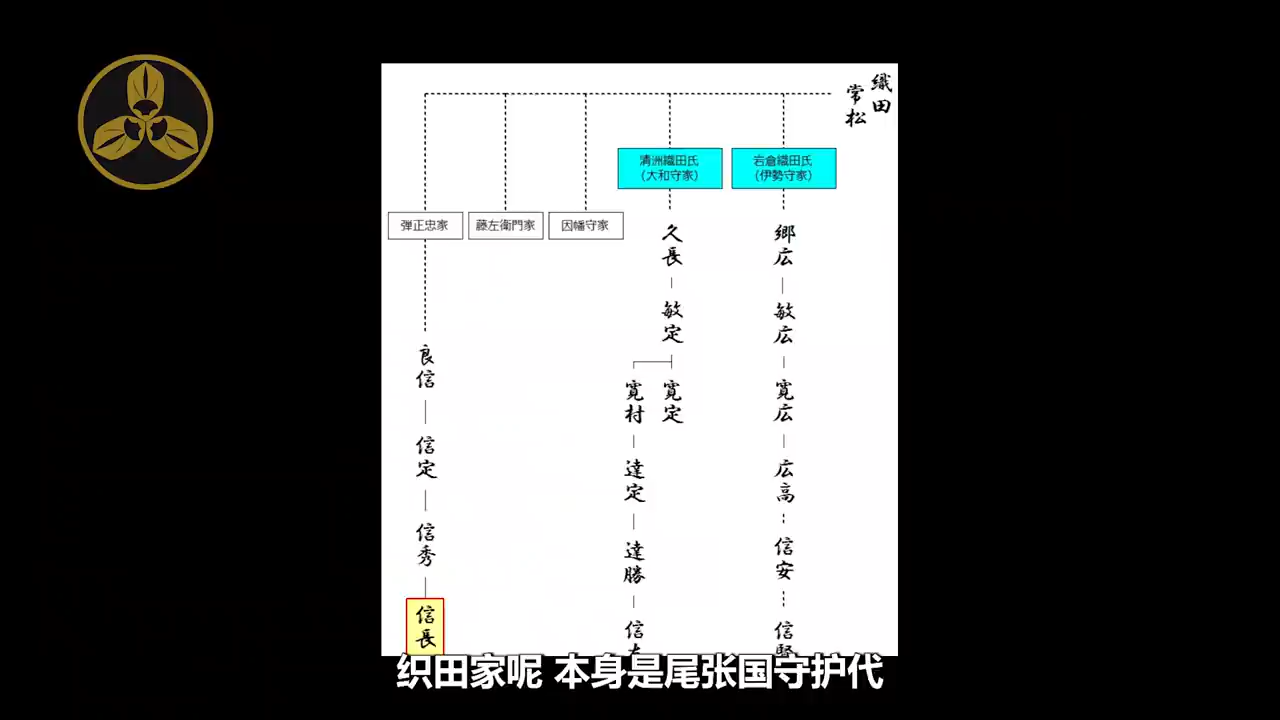 織田
常松
清洲織田氏
(大和守家)
岩倉織田氏
(伊勢守家)
弾正忠家
藤左衛門家
因幡守家
久長
郷広
敏定
敏広
良信
寛村
寛定
寛広
信定
達定
広高
信秀
達勝
信安
信長
信友
信賢
织田家呢 本身是尾张国守护代